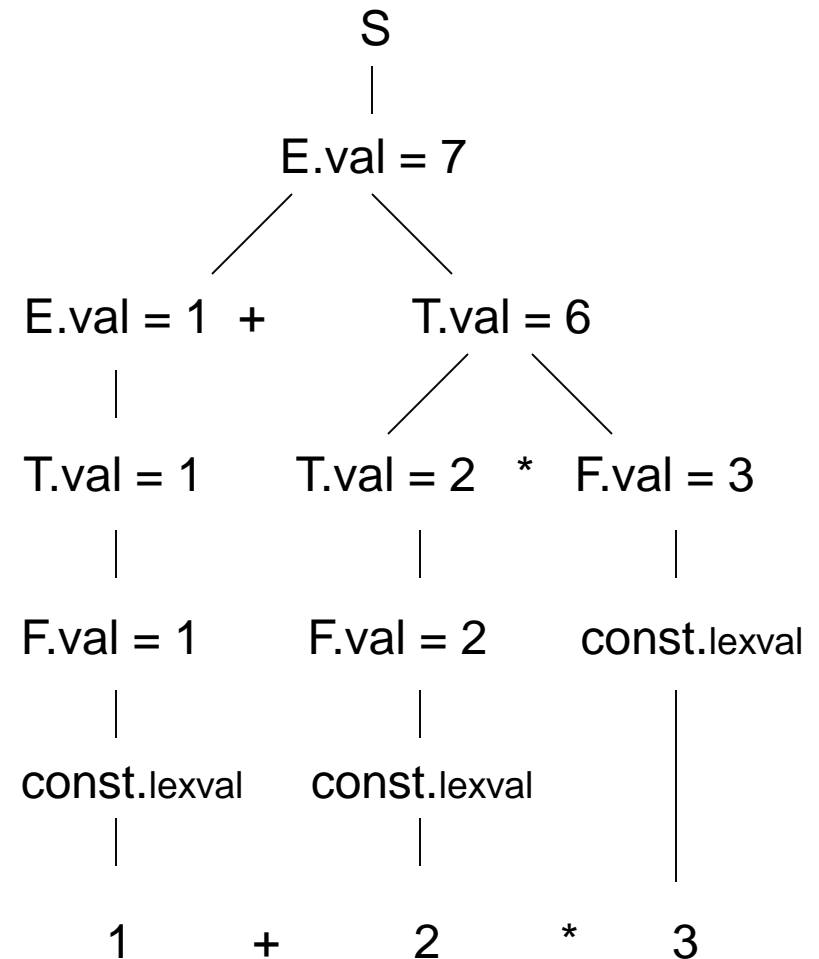 S
E.val = 7
E.val = 1 + T.val = 6
T.val = 1 T.val = 2 * F.val = 3
F.val = 1 F.val = 2 const.lexval
const.lexval const.lexval
1 + 2 * 3